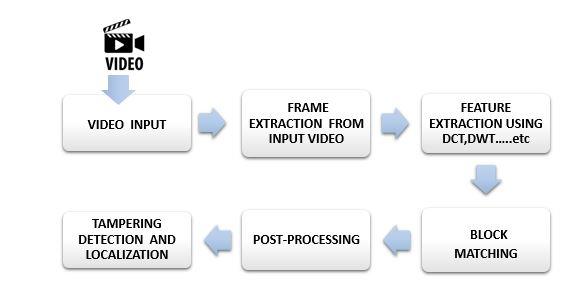 VIDEO
VIDEO INPUT
FRAME
EXTRACTION FROM
INPUT VIDEO
FEATURE
EXTRACTION USING
DCT,DWT.....etc
BLOCK
MATCHING
POST-PROCESSING
TAMPERING
DETECTION AND
LOCALIZATION